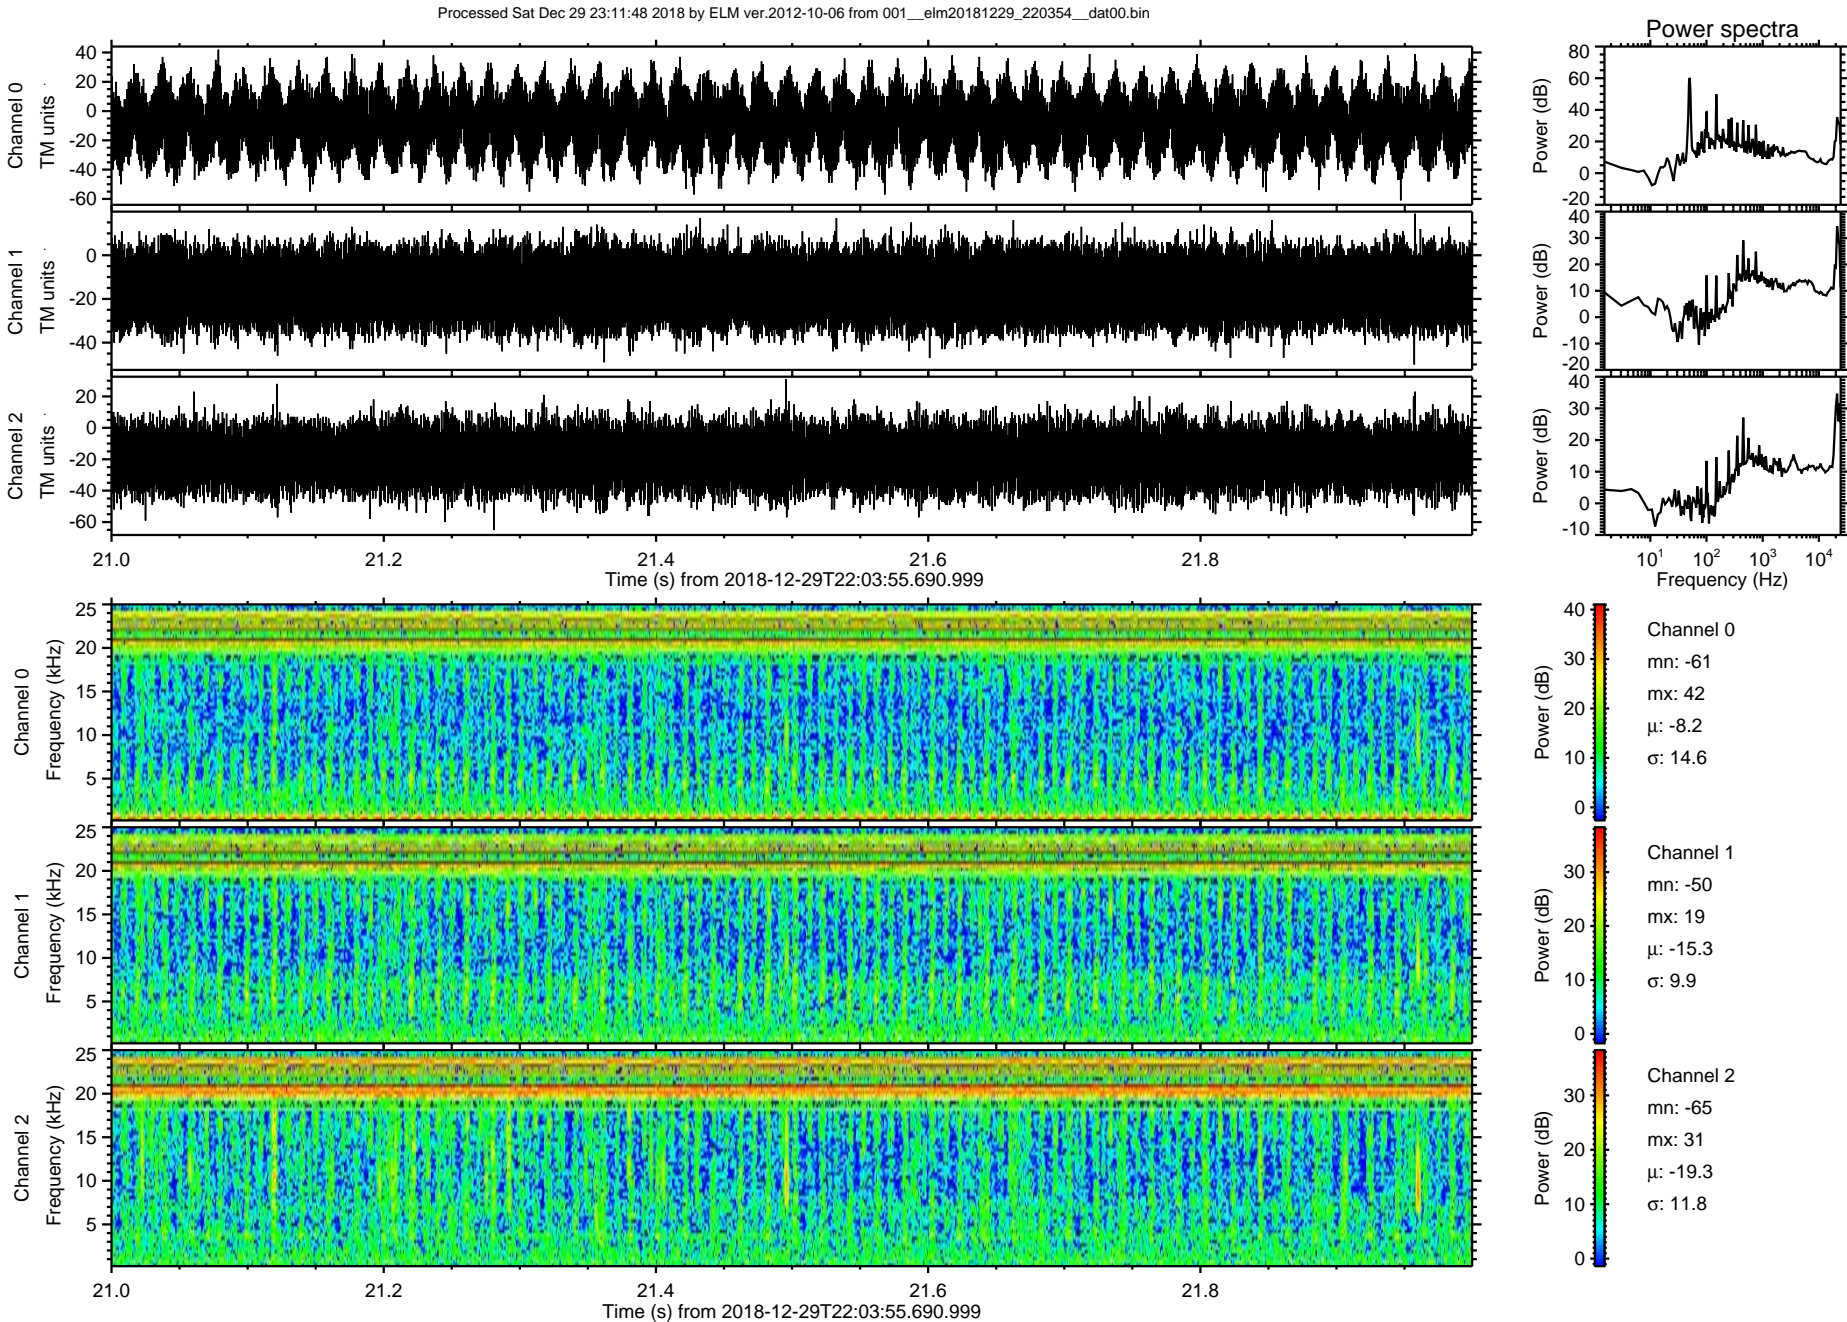 Processed Sat Dec 29 23:11:48 2018 by ELM ver.2012-10-06 from 001__elm20181229_220354__dat00.bin
Power spectra
Channel 0
TM units
40
20
0
-20
-40
-60
Power (dB)
80
60
40
20
0
-20
Channel 1
TM units
0
-20
-40
Power (dB)
40
30
20
10
0
-10
-20
Channel 2
TM units
20
0
-20
-40
-60
Power (dB)
40
30
20
10
0
-10
21.0 21.2 21.4 21.6 21.8
Time (s) from 2018-12-29T22:03:55.690.999
10^1 10^2 10^3 10^4
Frequency (Hz)
Channel 0
Frequency (kHz)
25
20
15
10
5
Power (dB)
40
30
20
10
0
Channel 0
mn: -61
mx: 42
μ: -8.2
σ: 14.6
Channel 1
Frequency (kHz)
25
20
15
10
5
Power (dB)
30
20
10
0
Channel 1
mn: -50
mx: 19
μ: -15.3
σ: 9.9
Channel 2
Frequency (kHz)
25
20
15
10
5
Power (dB)
30
20
10
0
Channel 2
mn: -65
mx: 31
μ: -19.3
σ: 11.8
21.0 21.2 21.4 21.6 21.8
Time (s) from 2018-12-29T22:03:55.690.999